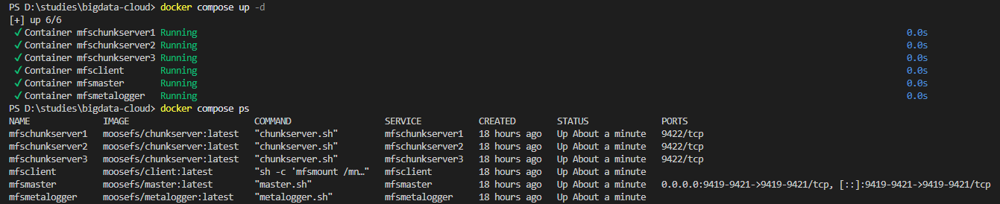 PS D:\studies\bigdata-cloud> docker compose up -d
[+] up 6/6
✔ Container mfschunkserver1 Running 0.0s
✔ Container mfschunkserver2 Running 0.0s
✔ Container mfschunkserver3 Running 0.0s
✔ Container mfsclient Running 0.0s
✔ Container mfsmaster Running 0.0s
✔ Container mfsmetalogger Running 0.0s
PS D:\studies\bigdata-cloud> docker compose ps
NAME IMAGE COMMAND SERVICE CREATED STATUS PORTS
mfschunkserver1 moosefs/chunkserver:latest "chunkserver.sh" mfschunkserver1 18 hours ago Up About a minute 9422/tcp
mfschunkserver2 moosefs/chunkserver:latest "chunkserver.sh" mfschunkserver2 18 hours ago Up About a minute 9422/tcp
mfschunkserver3 moosefs/chunkserver:latest "chunkserver.sh" mfschunkserver3 18 hours ago Up About a minute 9422/tcp
mfsclient moosefs/client:latest "sh -c 'mfsmount /mn…" mfsclient 18 hours ago Up About a minute
mfsmaster moosefs/master:latest "master.sh" mfsmaster 18 hours ago Up About a minute 0.0.0.0:9419-9421->9419-9421/tcp, [::]:9419-9421->9419-9421/tcp
mfsmetalogger moosefs/metalogger:latest "metalogger.sh" mfsmetalogger 18 hours ago Up About a minute